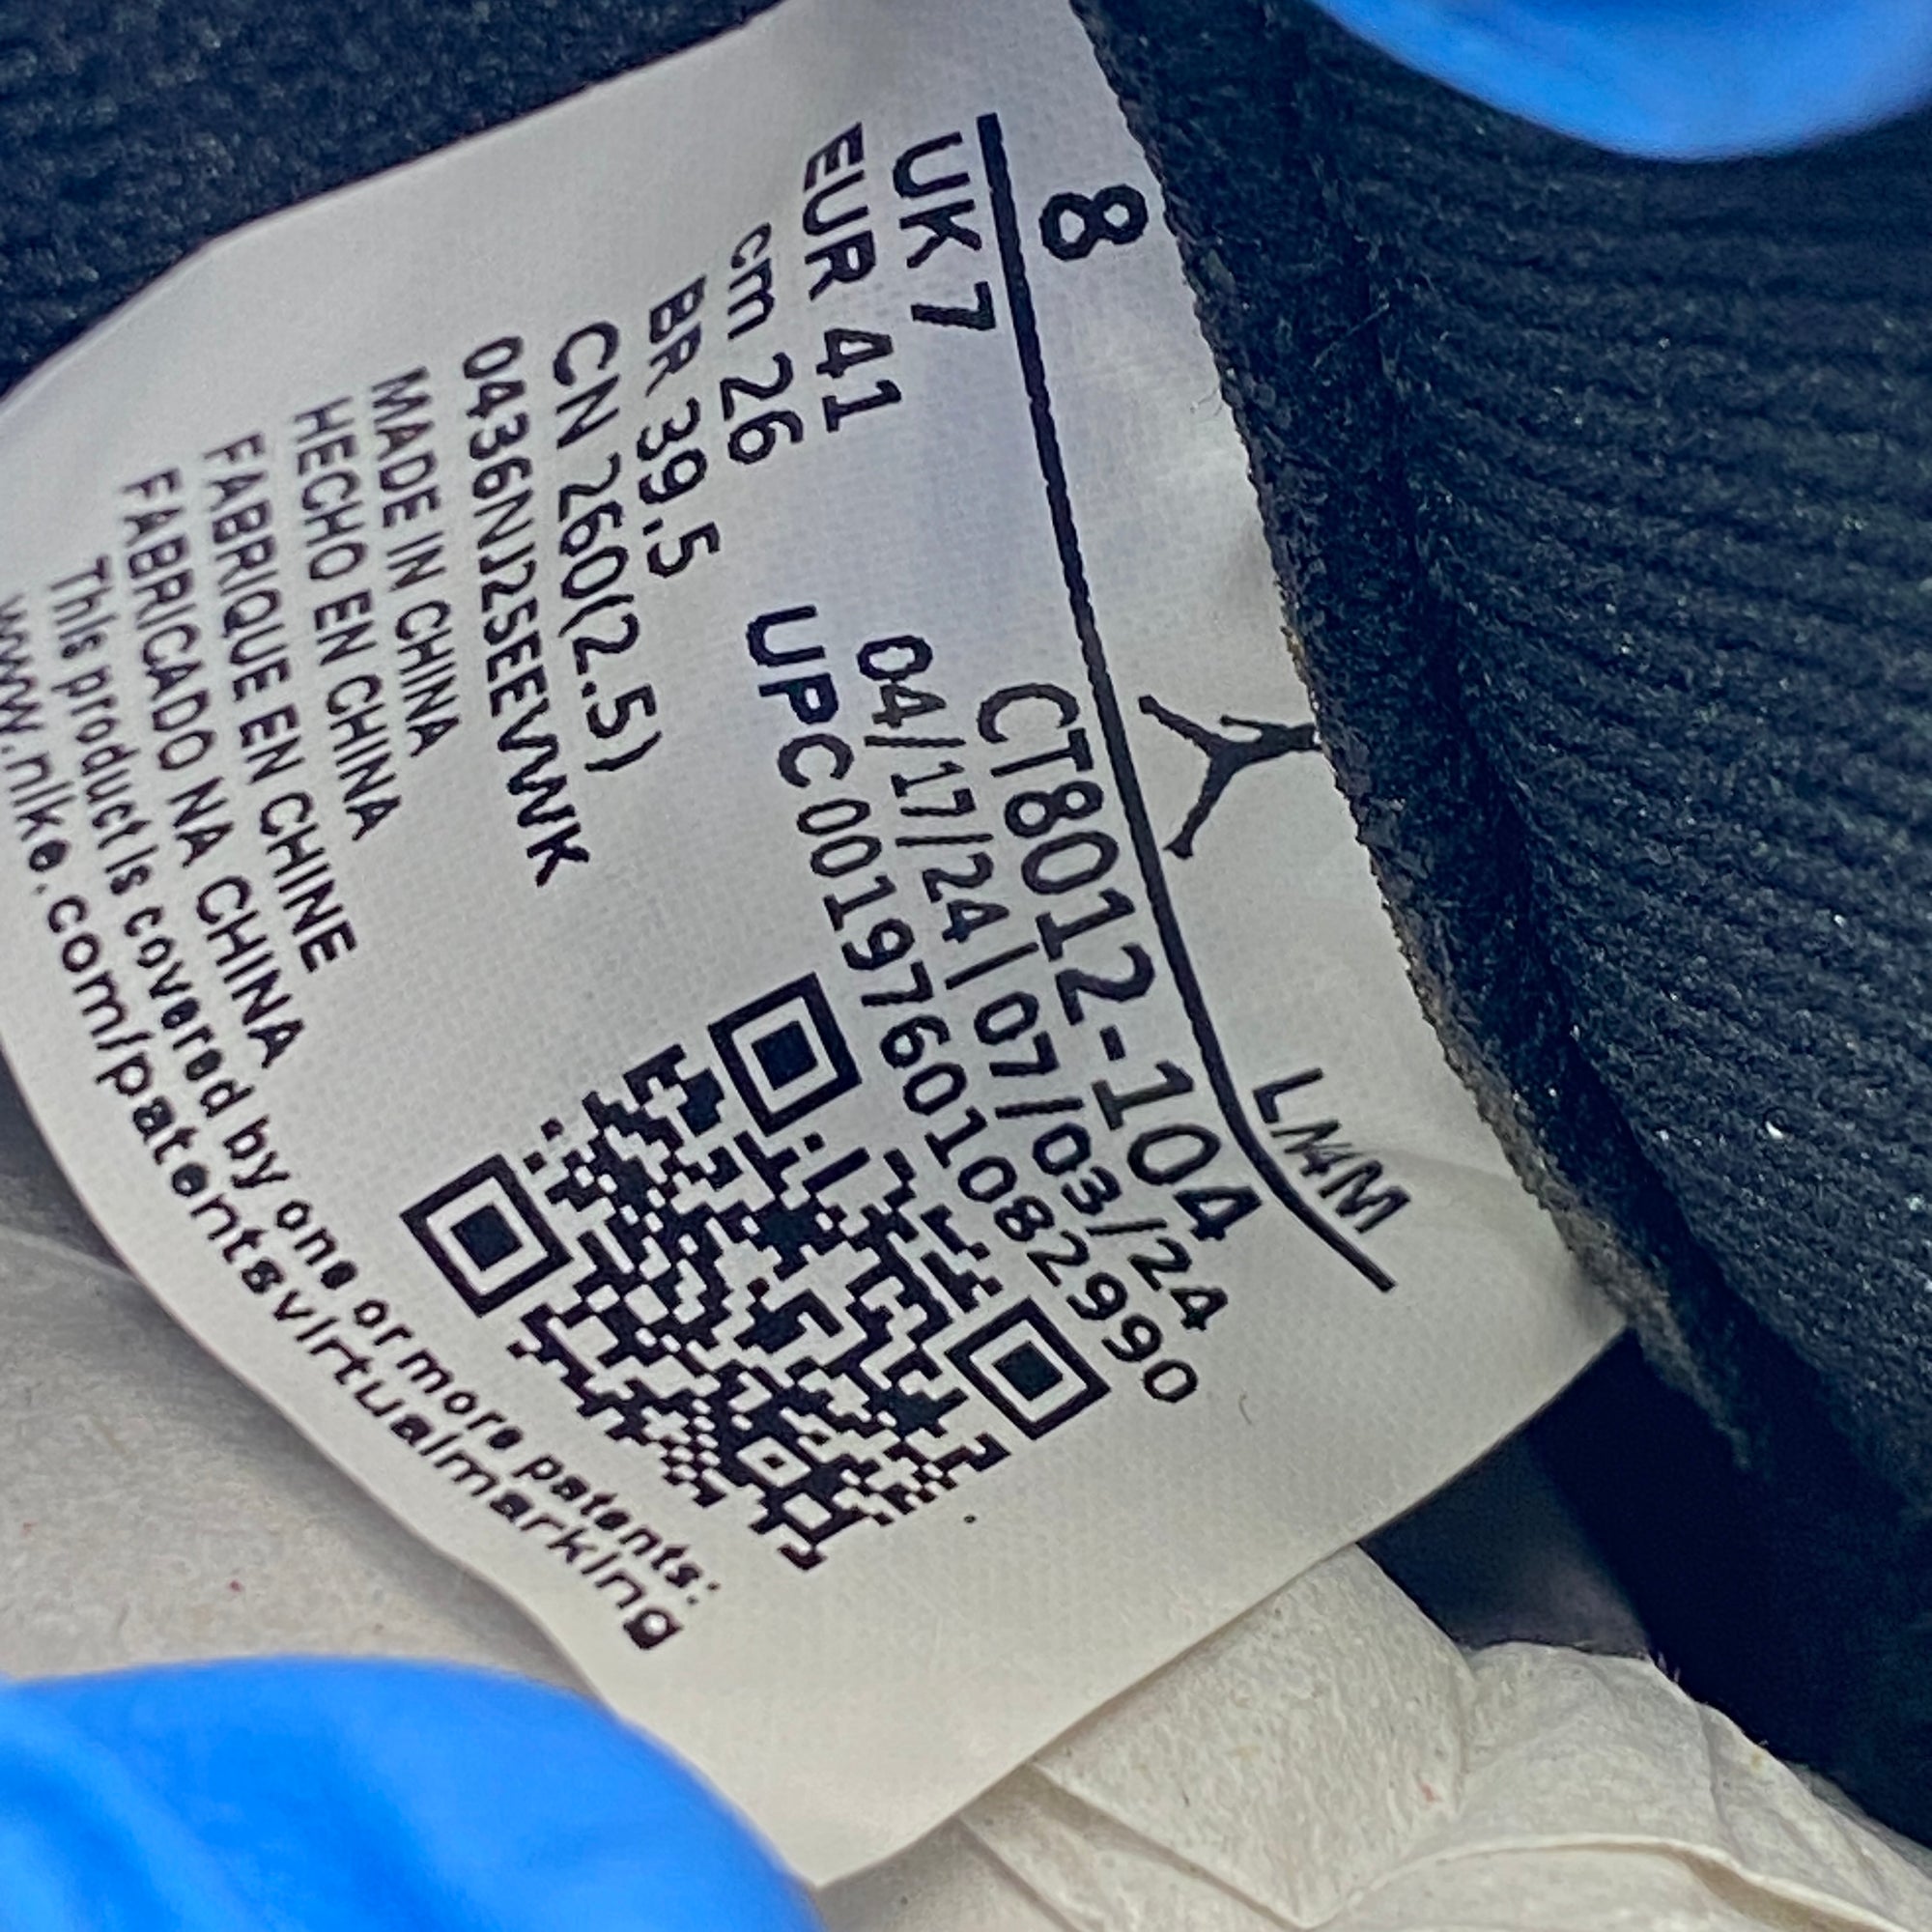 8
LN4M
UK 7
CT8012-104
EUR 41
04/17/24|07/03/24
cm 26
UPC 00197601082990
BR 39.5
CN 260(2.5)
0436NJ25EEVWK
MADE IN CHINA
HECHO EN CHINA
FABRIQUE EN CHINE
FABRICADO NA CHINA
This product is covered by one or more patents:
www.nike.com/patentsvirtualmarking